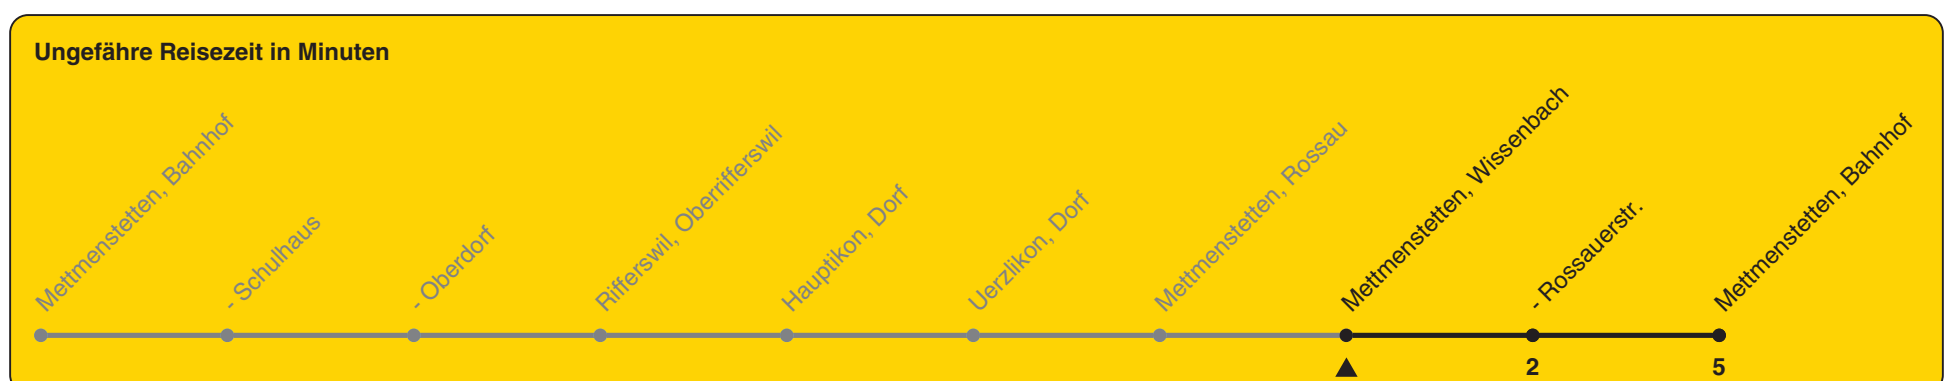 Ungefähre Reisezeit in Minuten
Mettmenstetten, Bahnhof
- Schulhaus
- Oberdorf
Rifferswil, Oberrifferswil
Hauptikon, Dorf
Uerzlikon, Dorf
Mettmenstetten, Rossau
Mettmenstetten, Wissenbach
- Rossauerstr.
Mettmenstetten, Bahnhof
2
5